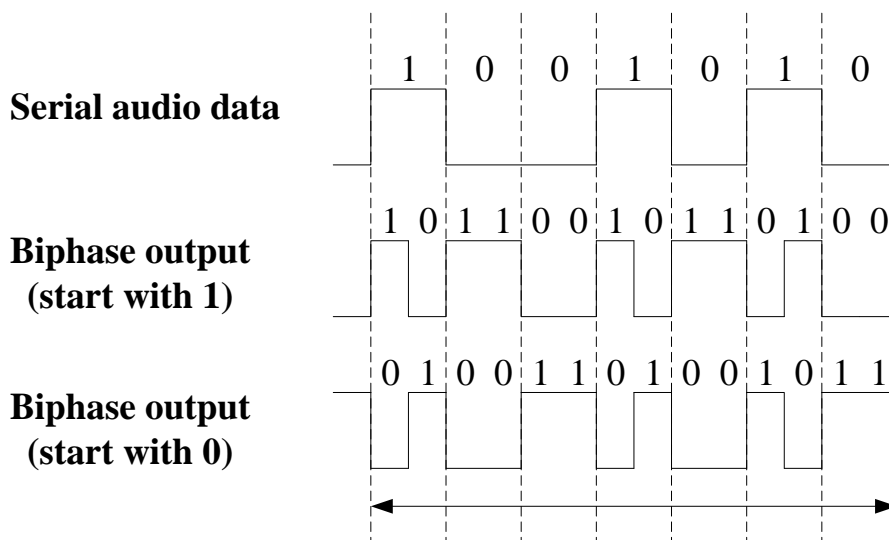 1 0 0 1 0 1 0
Serial audio data
1 0 1 1 0 0 1 0 1 1 0 1 0 0
Biphase output
(start with 1)
0 1 0 0 1 1 0 1 0 0 1 0 1 1
Biphase output
(start with 0)